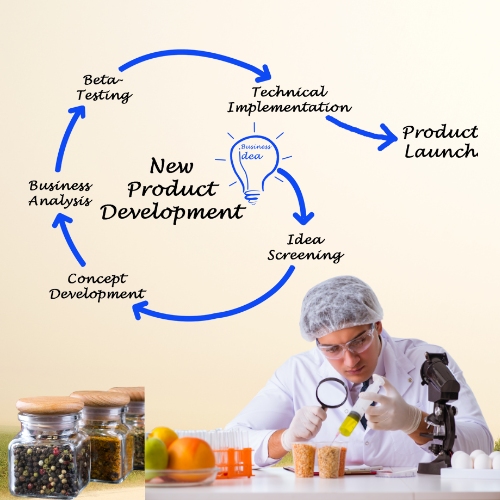 Beta-
Testing
Technical
Implementation
Product
Launch
Business
Idea
New
Product
Development
Business
Analysis
Idea
Screening
Concept
Development